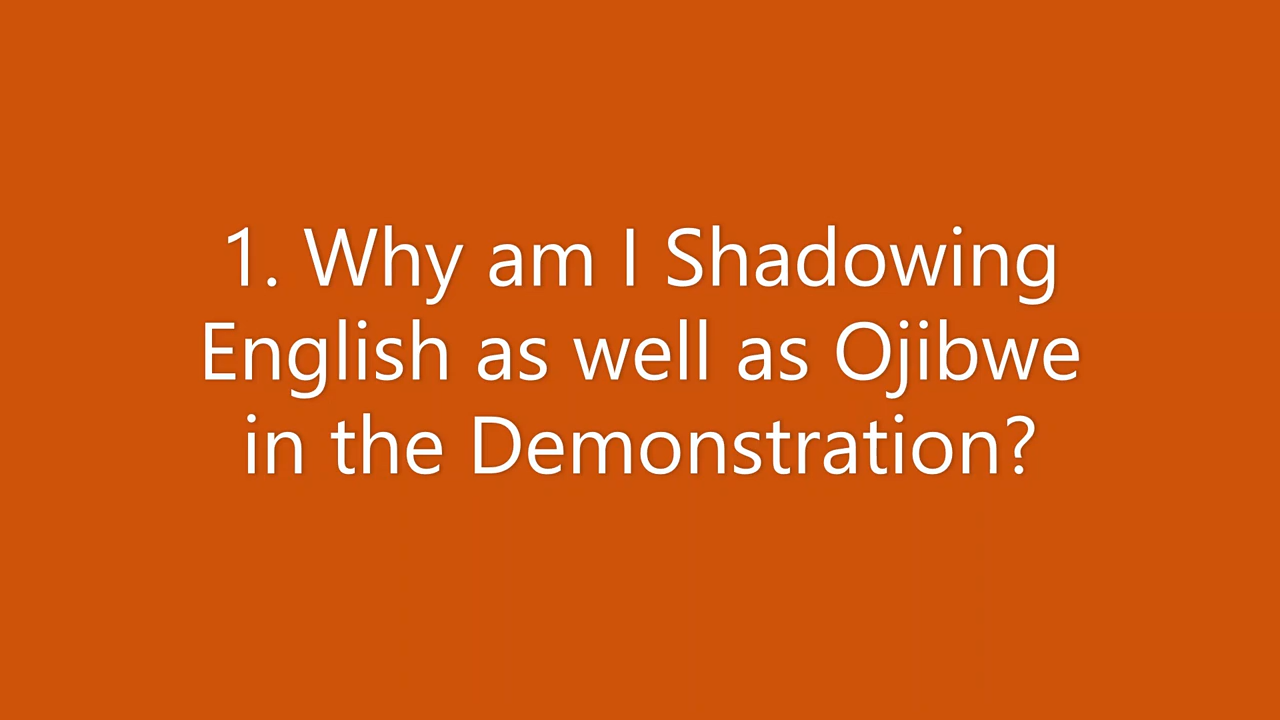 1. Why am I Shadowing
English as well as Ojibwe
in the Demonstration?